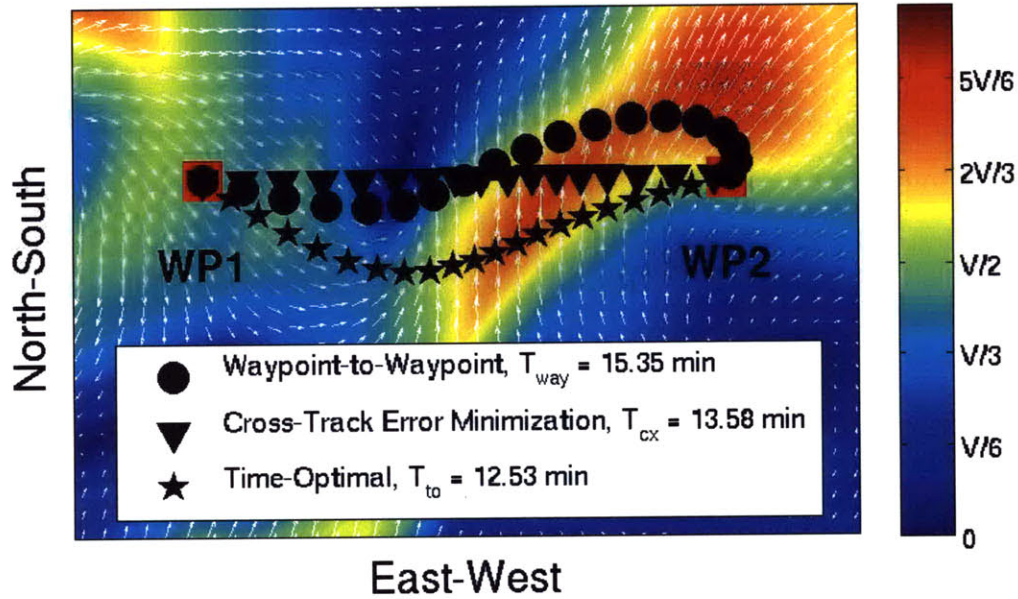 North-South
WP1
WP2
Waypoint-to-Waypoint, T_way = 15.35 min
Cross-Track Error Minimization, T_cx = 13.58 min
Time-Optimal, T_to = 12.53 min
East-West
5V/6
2V/3
V/2
V/3
V/6
0